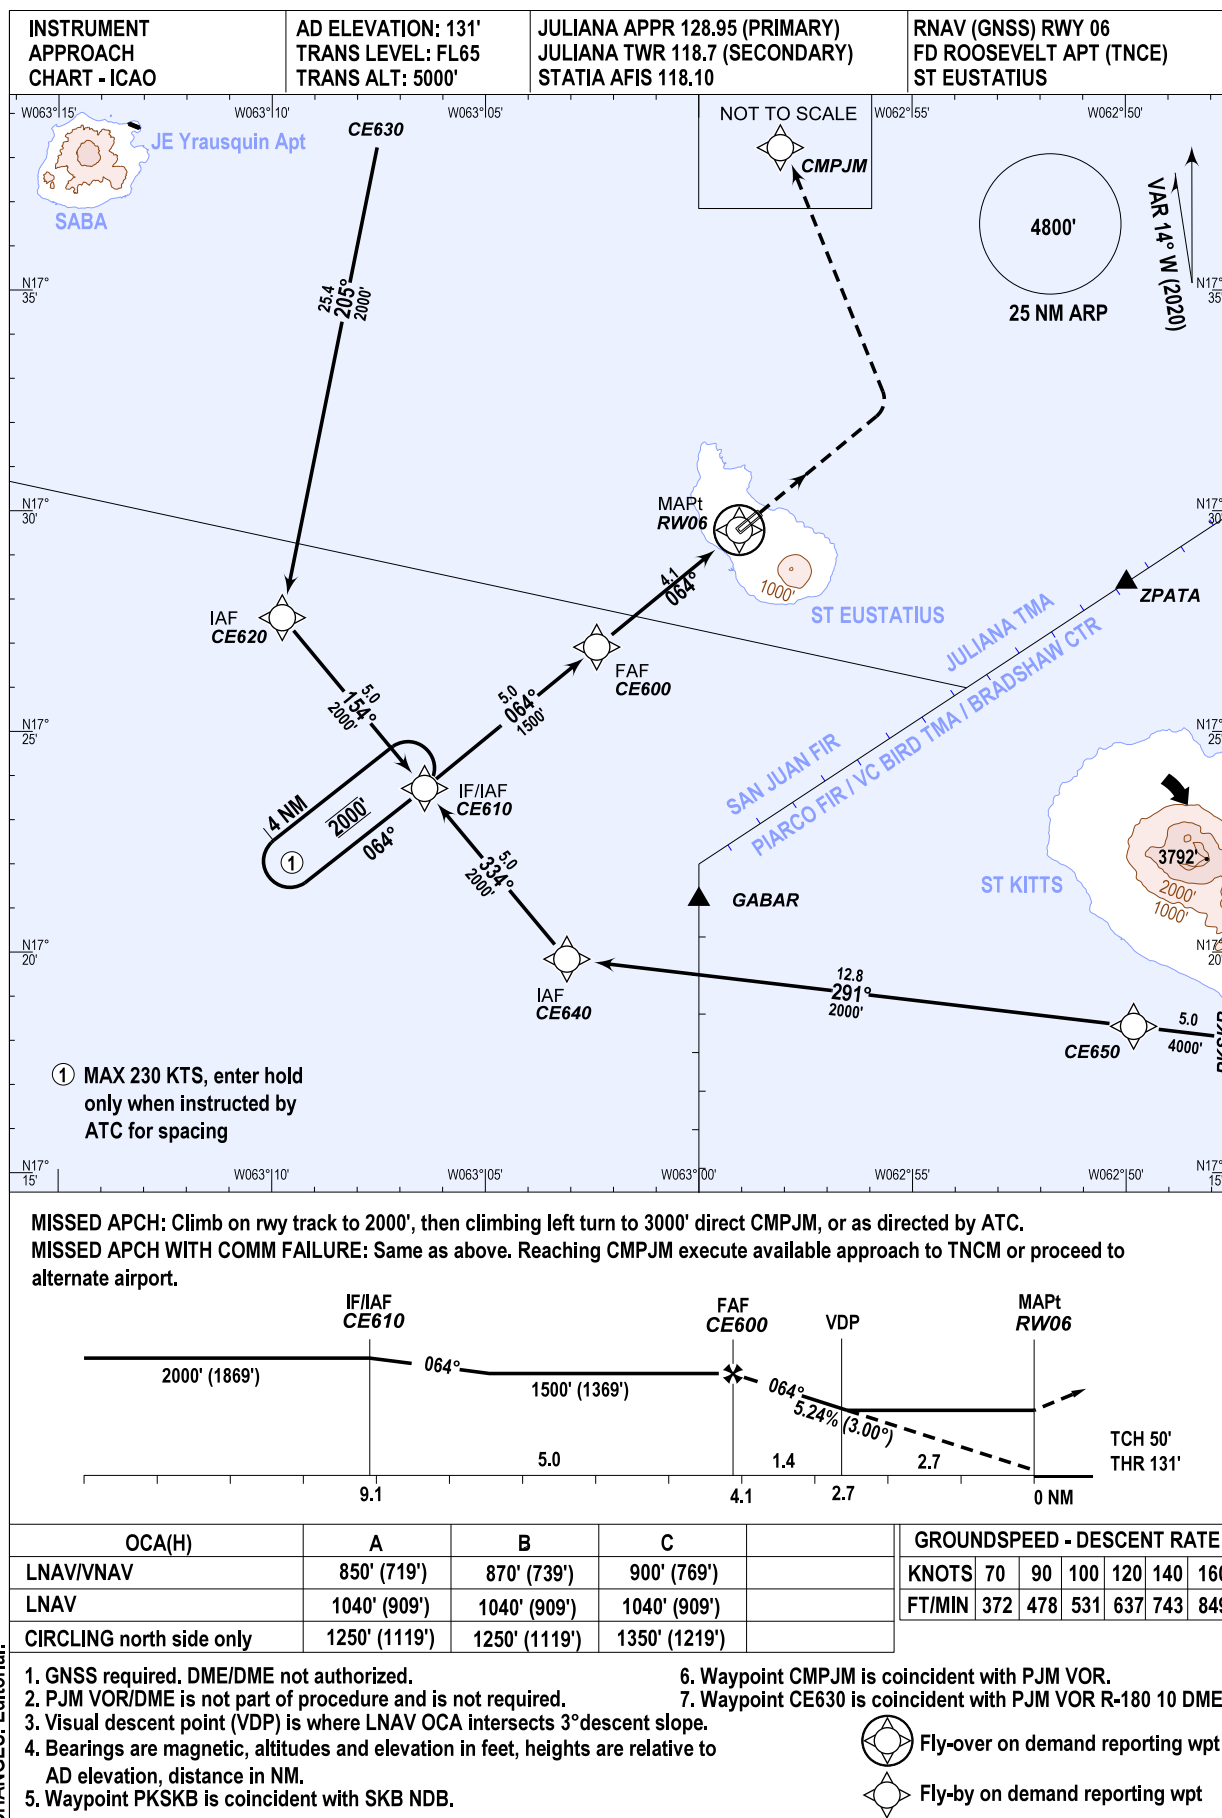 INSTRUMENT
APPROACH
CHART - ICAO
AD ELEVATION: 131'
TRANS LEVEL: FL65
TRANS ALT: 5000'
JULIANA APPR 128.95 (PRIMARY)
JULIANA TWR 118.7 (SECONDARY)
STATIA AFIS 118.10
RNAV (GNSS) RWY 06
FD ROOSEVELT APT (TNCE)
ST EUSTATIUS
W063°15'
W063°10'
W063°05'
W062°55'
W062°50'
NOT TO SCALE
CMPJM
CE630
JE Yrausquin Apt
SABA
4800'
25 NM ARP
VAR 14° W (2020)
N17°
35'
N17°
35'
25.4
205°
2000'
N17°
30'
N17°
30'
MAPt
RW06
4.1
064°
1000'
ST EUSTATIUS
ZPATA
JULIANA TMA
PIARCO FIR / VC BIRD TMA / BRADSHAW CTR
SAN JUAN FIR
IAF
CE620
FAF
CE600
5.0
154°
2000'
5.0
064°
1500'
N17°
25'
N17°
25'
4 NM
2000'
064°
1
IF/IAF
CE610
5.0
334°
2000'
GABAR
ST KITTS
3792'
2000'
1000'
N17°
20'
N17°
20'
IAF
CE640
12.8
291°
2000'
CE650
5.0
4000'
PKSKB
1 MAX 230 KTS, enter hold
only when instructed by
ATC for spacing
N17°
15'
N17°
15'
W063°10'
W063°05'
W063°00'
W062°55'
W062°50'
MISSED APCH: Climb on rwy track to 2000', then climbing left turn to 3000' direct CMPJM, or as directed by ATC.
MISSED APCH WITH COMM FAILURE: Same as above. Reaching CMPJM execute available approach to TNCM or proceed to
alternate airport.
IF/IAF
CE610
FAF
CE600
VDP
MAPt
RW06
2000' (1869')
064°
1500' (1369')
064°
5.24% (3.00°)
TCH 50'
THR 131'
5.0
1.4
2.7
9.1
4.1
2.7
0 NM
OCA(H) A B C
LNAV/VNAV 850' (719') 870' (739') 900' (769')
LNAV 1040' (909') 1040' (909') 1040' (909')
CIRCLING north side only 1250' (1119') 1250' (1119') 1350' (1219')
GROUNDSPEED - DESCENT RATE
KNOTS 70 90 100 120 140 160
FT/MIN 372 478 531 637 743 849
1. GNSS required. DME/DME not authorized.
2. PJM VOR/DME is not part of procedure and is not required.
3. Visual descent point (VDP) is where LNAV OCA intersects 3°descent slope.
4. Bearings are magnetic, altitudes and elevation in feet, heights are relative to
AD elevation, distance in NM.
5. Waypoint PKSKB is coincident with SKB NDB.
6. Waypoint CMPJM is coincident with PJM VOR.
7. Waypoint CE630 is coincident with PJM VOR R-180 10 DME
Fly-over on demand reporting wpt
Fly-by on demand reporting wpt